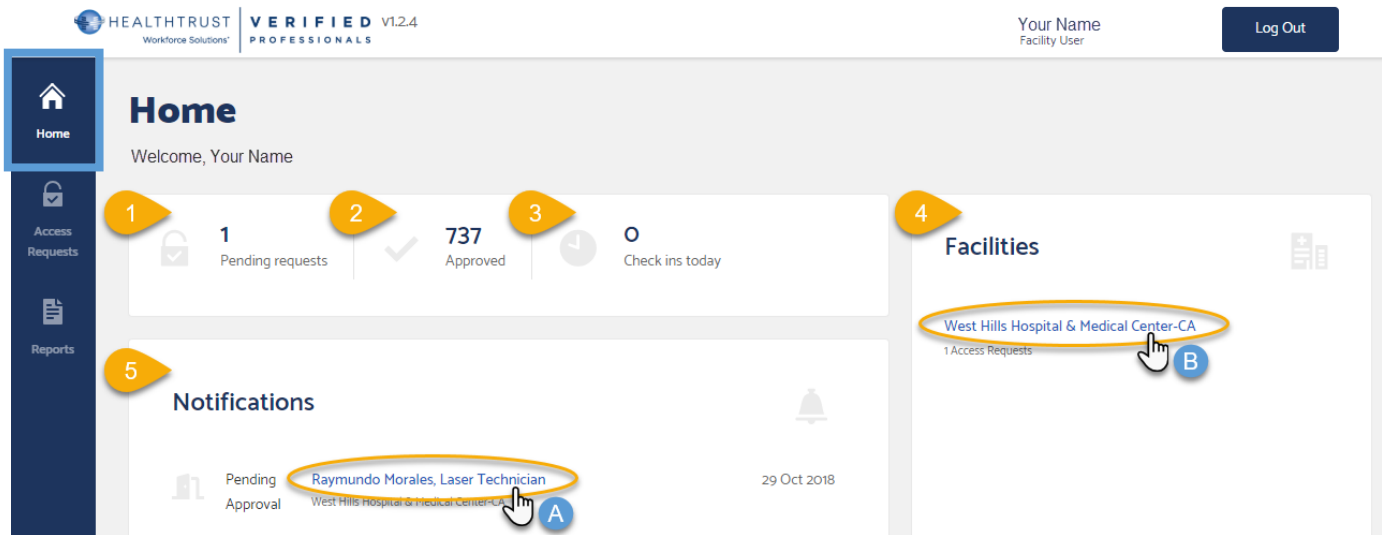 HEALTHTRUST
Workforce Solutions
VERIFIED
PROFESSIONALS
V1.2.4
Your Name
Facility User
Log Out
Home
Access
Requests
Reports
Home
Welcome, Your Name
1
1
Pending requests
2
737
Approved
3
0
Check ins today
4
Facilities
West Hills Hospital & Medical Center-CA
1 Access Requests
B
5
Notifications
Pending
Approval
Raymundo Morales, Laser Technician
West Hills Hospital & Medical Center-CA
A
29 Oct 2018